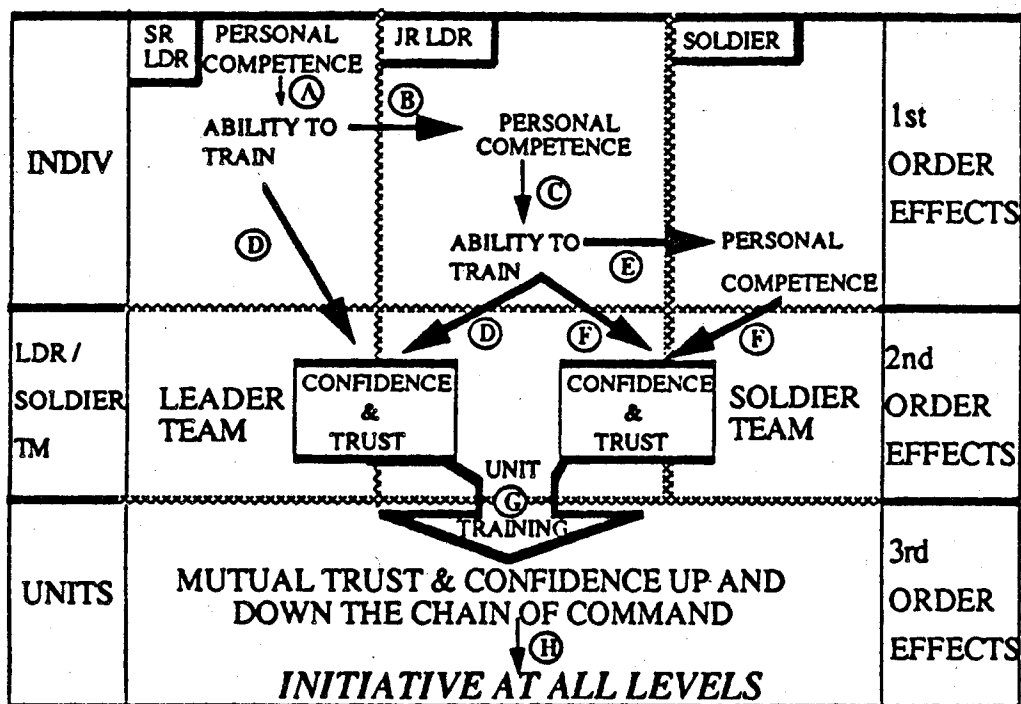 SR
LDR
PERSONAL
COMPETENCE
JR LDR
SOLDIER
A
B
ABILITY TO
TRAIN
PERSONAL
COMPETENCE
1st
ORDER
EFFECTS
INDIV
C
D
ABILITY TO
TRAIN
E
PERSONAL
COMPETENCE
D
F
F
LDR /
SOLDIER
TM
LEADER
TEAM
CONFIDENCE
&
TRUST
CONFIDENCE
&
TRUST
SOLDIER
TEAM
2nd
ORDER
EFFECTS
UNIT
G
TRAINING
UNITS
MUTUAL TRUST & CONFIDENCE UP AND
DOWN THE CHAIN OF COMMAND
H
INITIATIVE AT ALL LEVELS
3rd
ORDER
EFFECTS